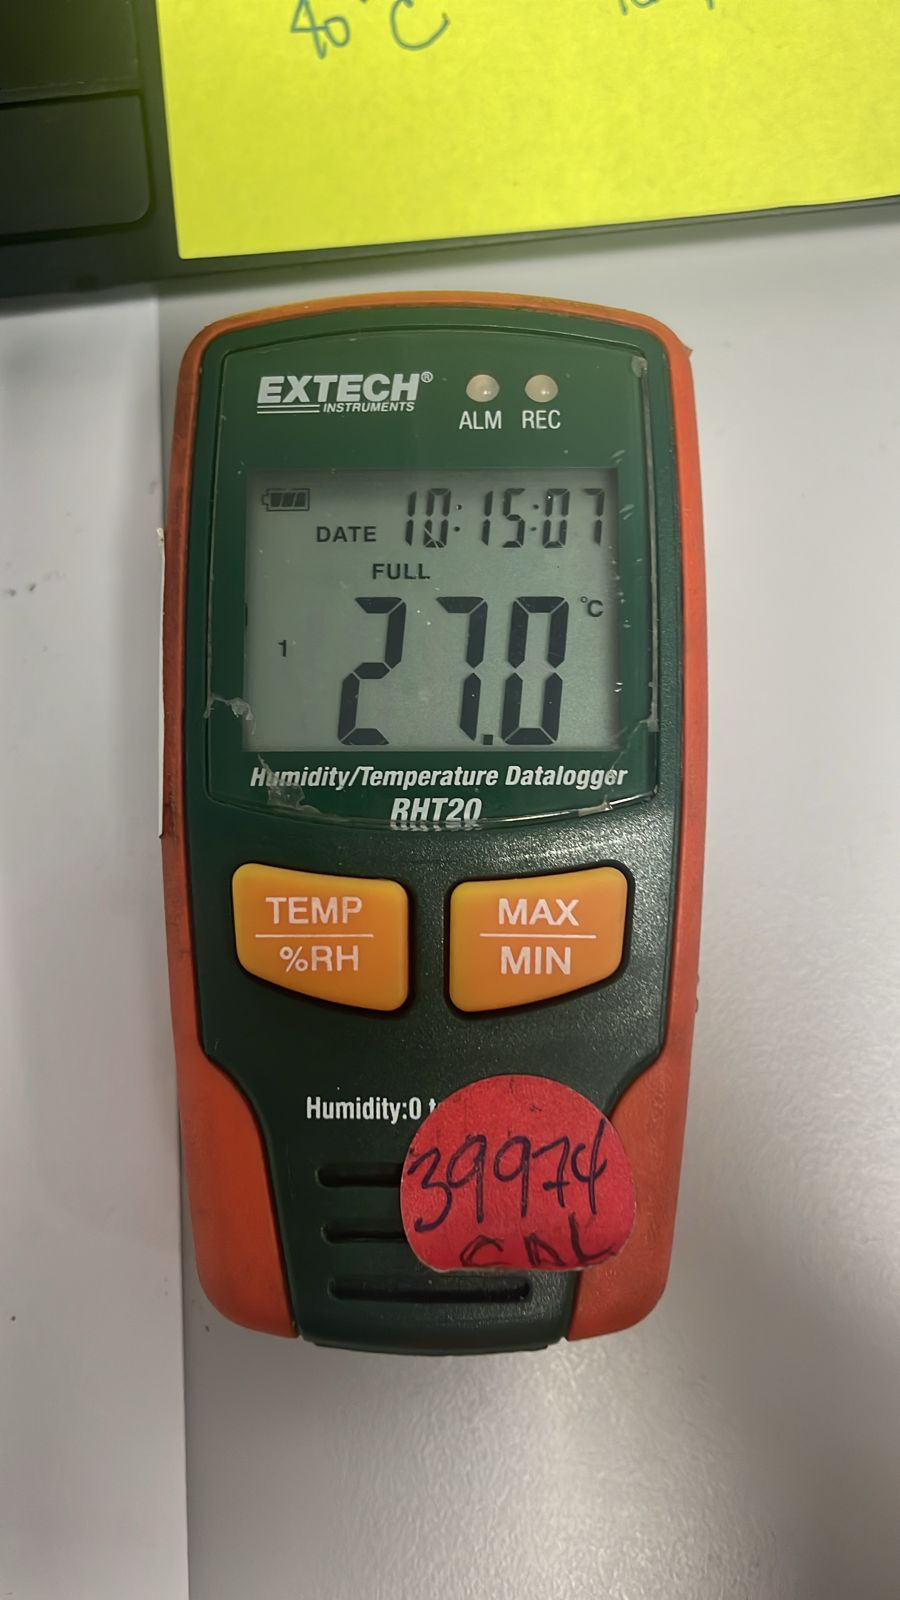 40°C
EXTECH®
INSTRUMENTS
ALM REC
DATE 10:15:07
FULL
1 27.0 °C
Humidity/Temperature Datalogger
RHT20
TEMP
%RH
MAX
MIN
Humidity:0 t
39974
CAL